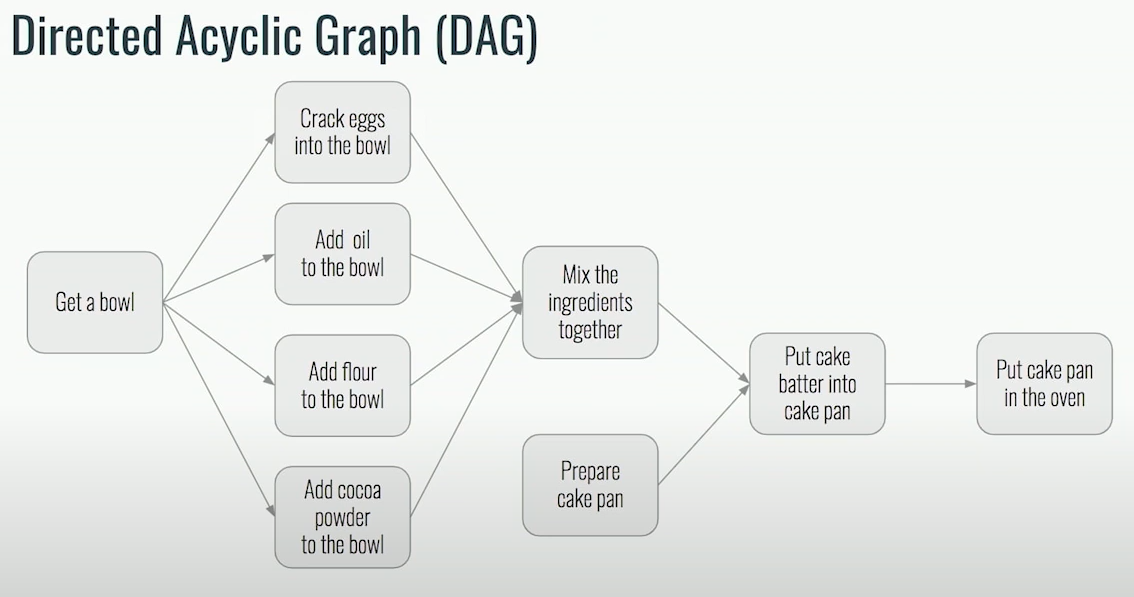 Directed Acyclic Graph (DAG)
Crack eggs
into the bowl
Add oil
to the bowl
Get a bowl
Add flour
to the bowl
Add cocoa
powder
to the bowl
Mix the
ingredients
together
Prepare
cake pan
Put cake
batter into
cake pan
Put cake pan
in the oven